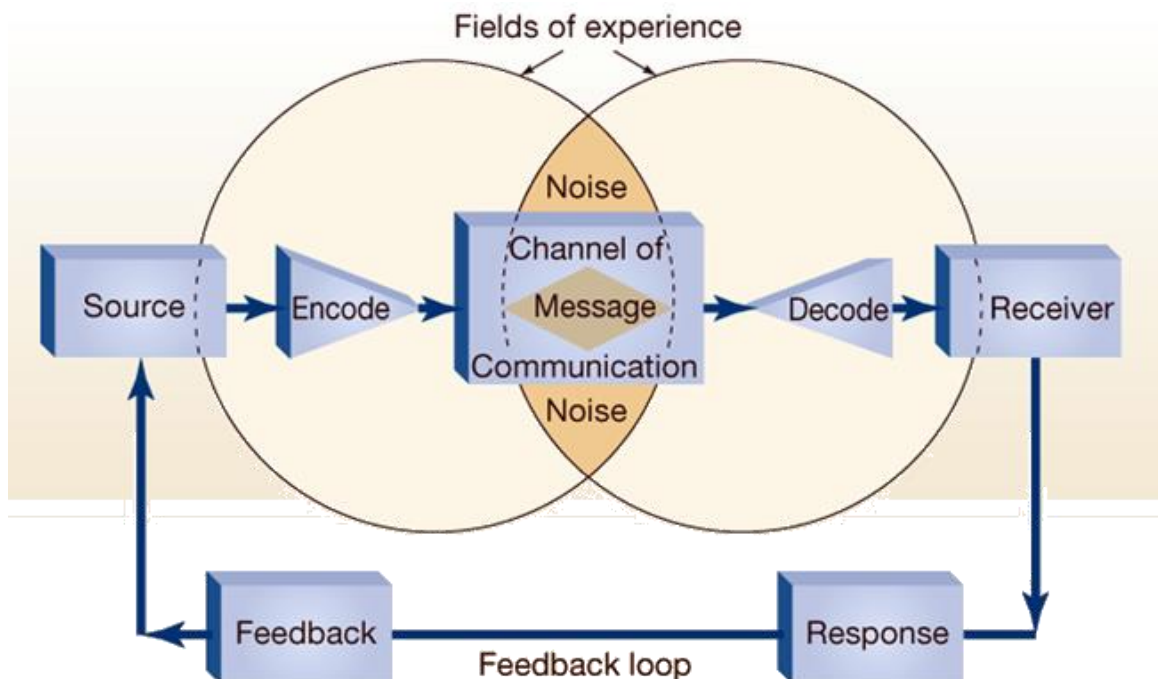 Fields of experience
Noise
Channel of
Source
Encode
Message
Decode
Receiver
Communication
Noise
Feedback
Response
Feedback loop